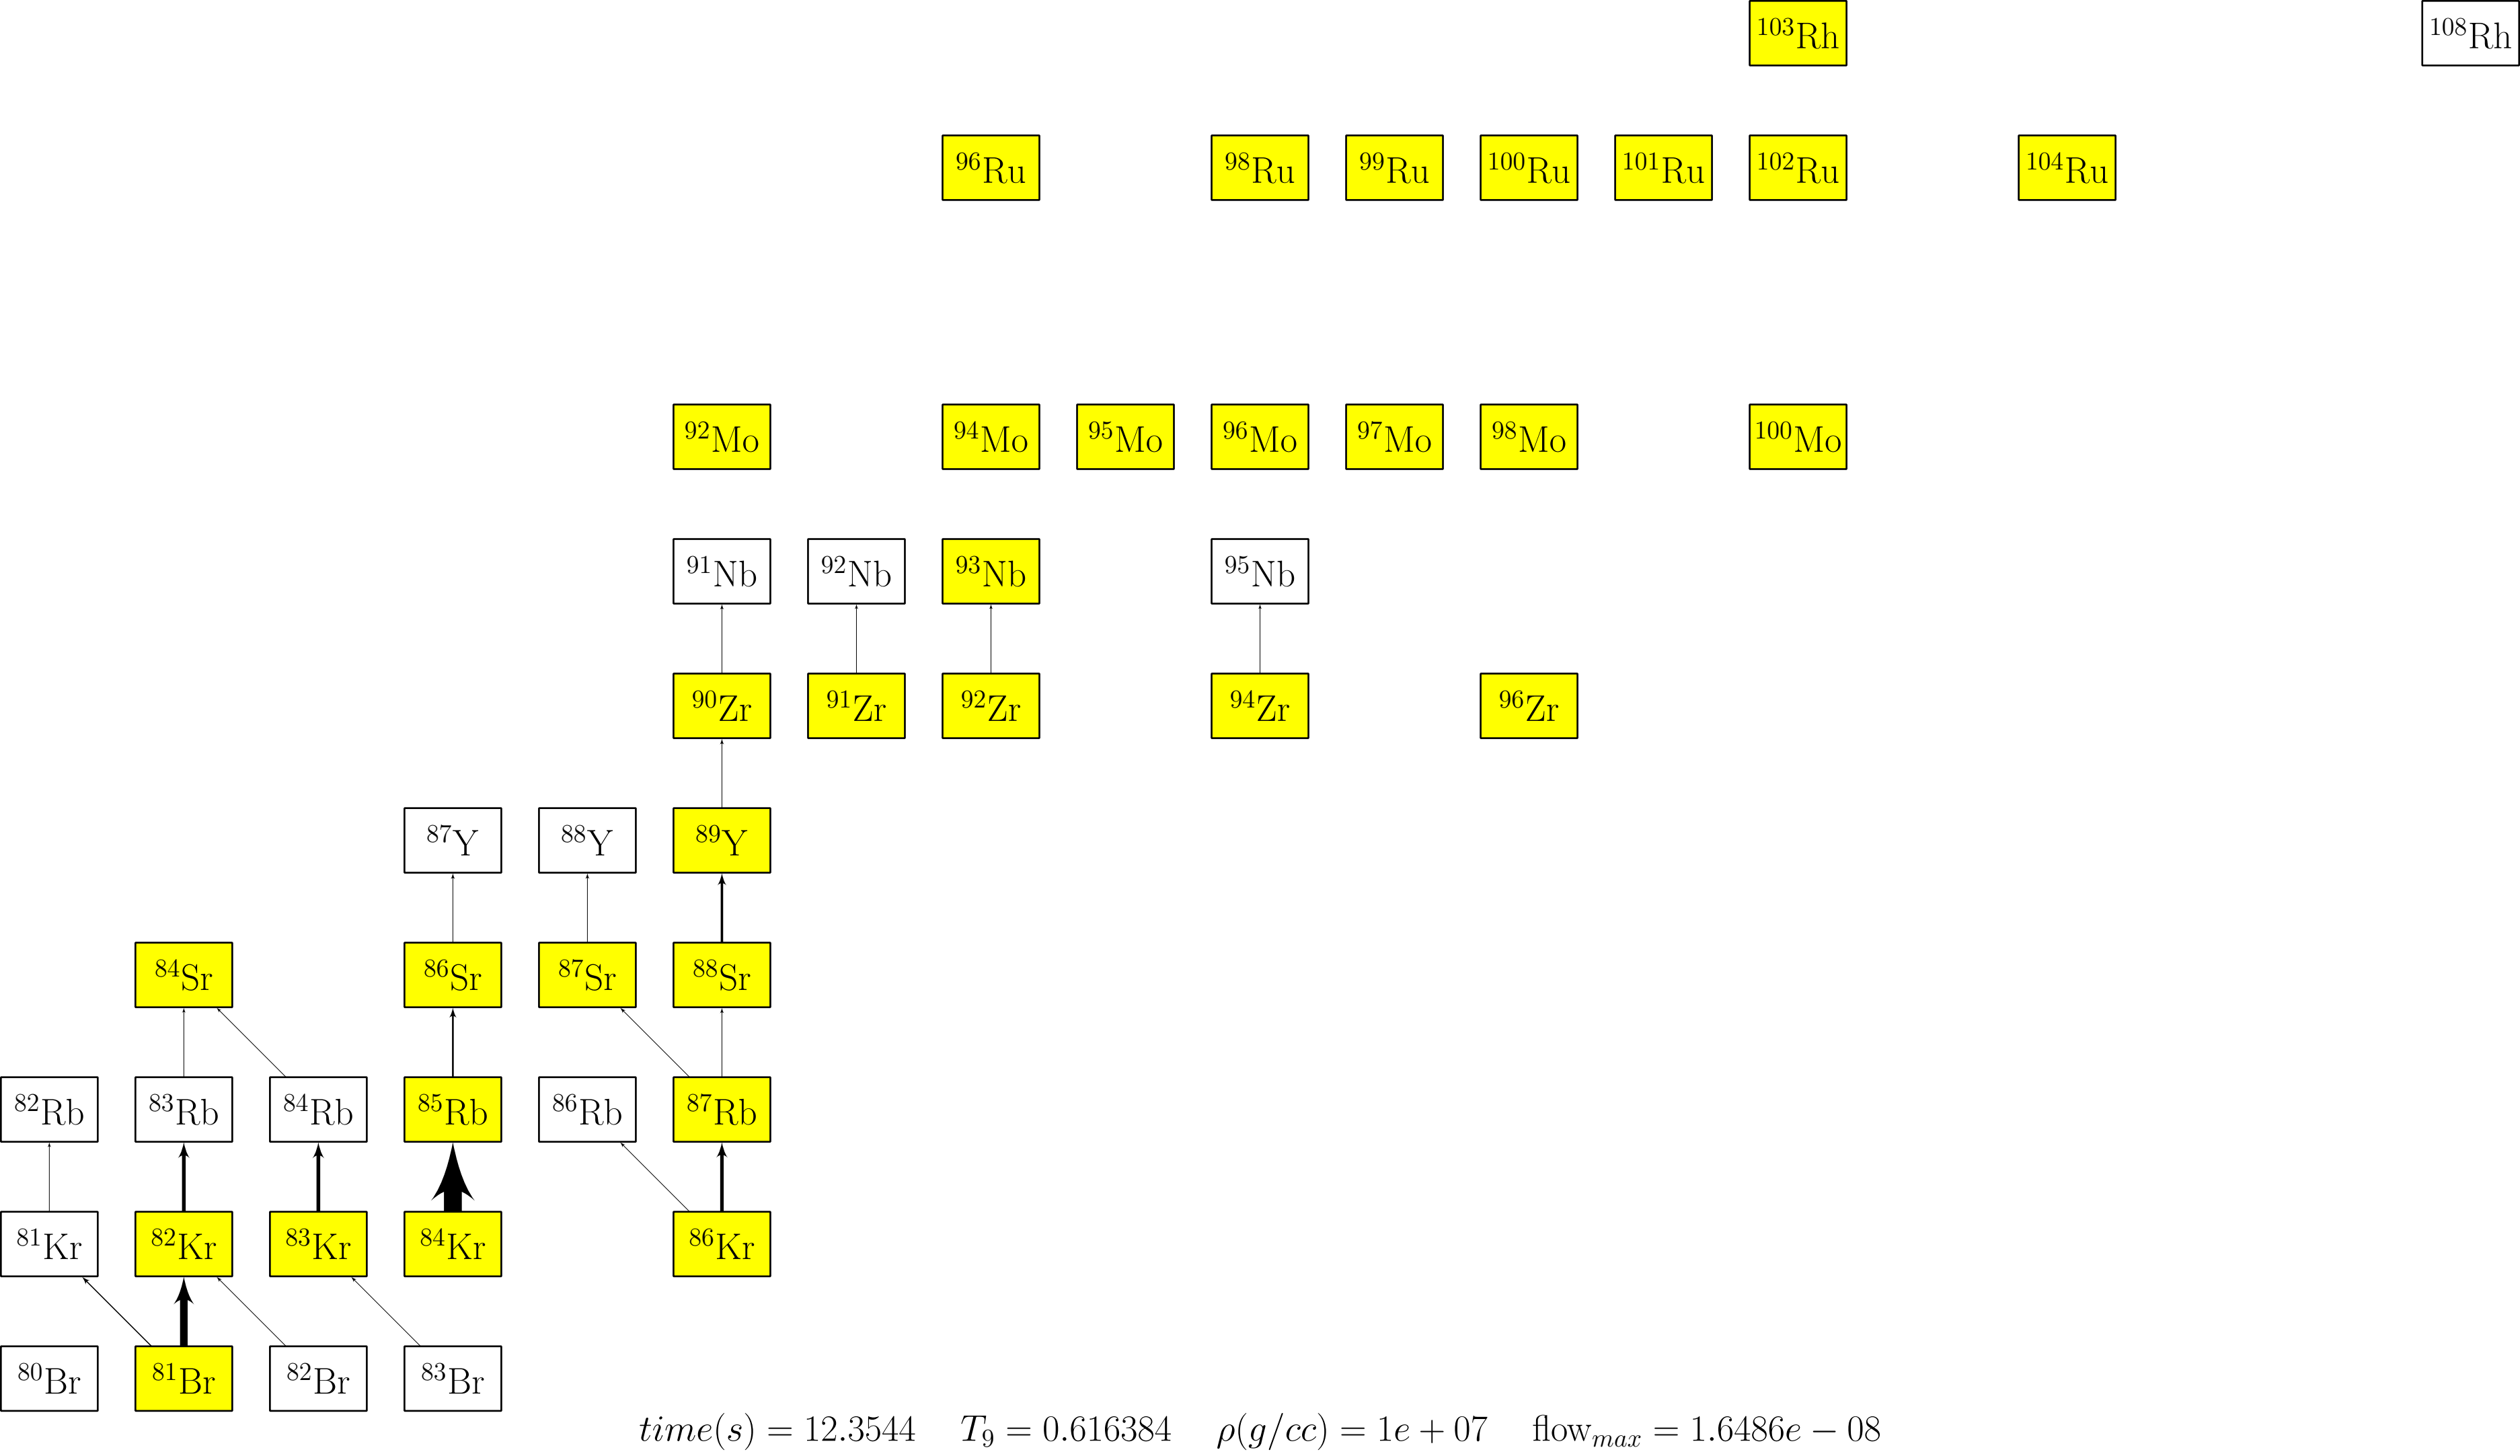 ¹⁰³Rh ¹⁰⁸Rh
⁹⁶Ru ⁹⁸Ru ⁹⁹Ru ¹⁰⁰Ru ¹⁰¹Ru ¹⁰²Ru ¹⁰⁴Ru
⁹²Mo ⁹⁴Mo ⁹⁵Mo ⁹⁶Mo ⁹⁷Mo ⁹⁸Mo ¹⁰⁰Mo
⁹¹Nb ⁹²Nb ⁹³Nb ⁹⁵Nb
⁹⁰Zr ⁹¹Zr ⁹²Zr ⁹⁴Zr ⁹⁶Zr
⁸⁷Y ⁸⁸Y ⁸⁹Y
⁸⁴Sr ⁸⁶Sr ⁸⁷Sr ⁸⁸Sr
⁸²Rb ⁸³Rb ⁸⁴Rb ⁸⁵Rb ⁸⁶Rb ⁸⁷Rb
⁸¹Kr ⁸²Kr ⁸³Kr ⁸⁴Kr ⁸⁶Kr
⁸⁰Br ⁸¹Br ⁸²Br ⁸³Br
time(s) = 12.3544 T₉ = 0.616384 ρ(g/cc) = 1e + 07 flowₘₐₓ = 1.6486e − 08